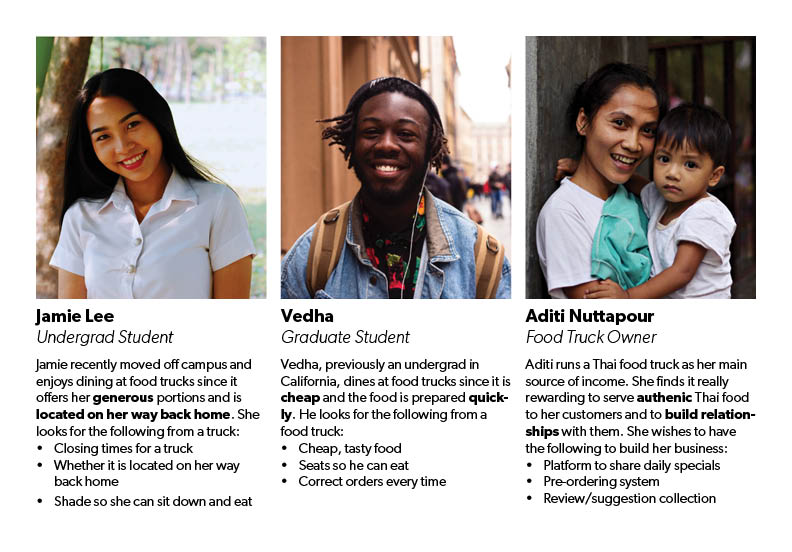 Jamie Lee
Undergrad Student
Jamie recently moved off campus and
enjoys dining at food trucks since it
offers her generous portions and is
located on her way back home. She
looks for the following from a truck:
• Closing times for a truck
• Whether it is located on her way
back home
• Shade so she can sit down and eat
Vedha
Graduate Student
Vedha, previously an undergrad in
California, dines at food trucks since it is
cheap and the food is prepared quick-
ly. He looks for the following from a
food truck:
• Cheap, tasty food
• Seats so he can eat
• Correct orders every time
Aditi Nuttapour
Food Truck Owner
Aditi runs a Thai food truck as her main
source of income. She finds it really
rewarding to serve authenic Thai food
to her customers and to build relation-
ships with them. She wishes to have
the following to build her business:
• Platform to share daily specials
• Pre-ordering system
• Review/suggestion collection